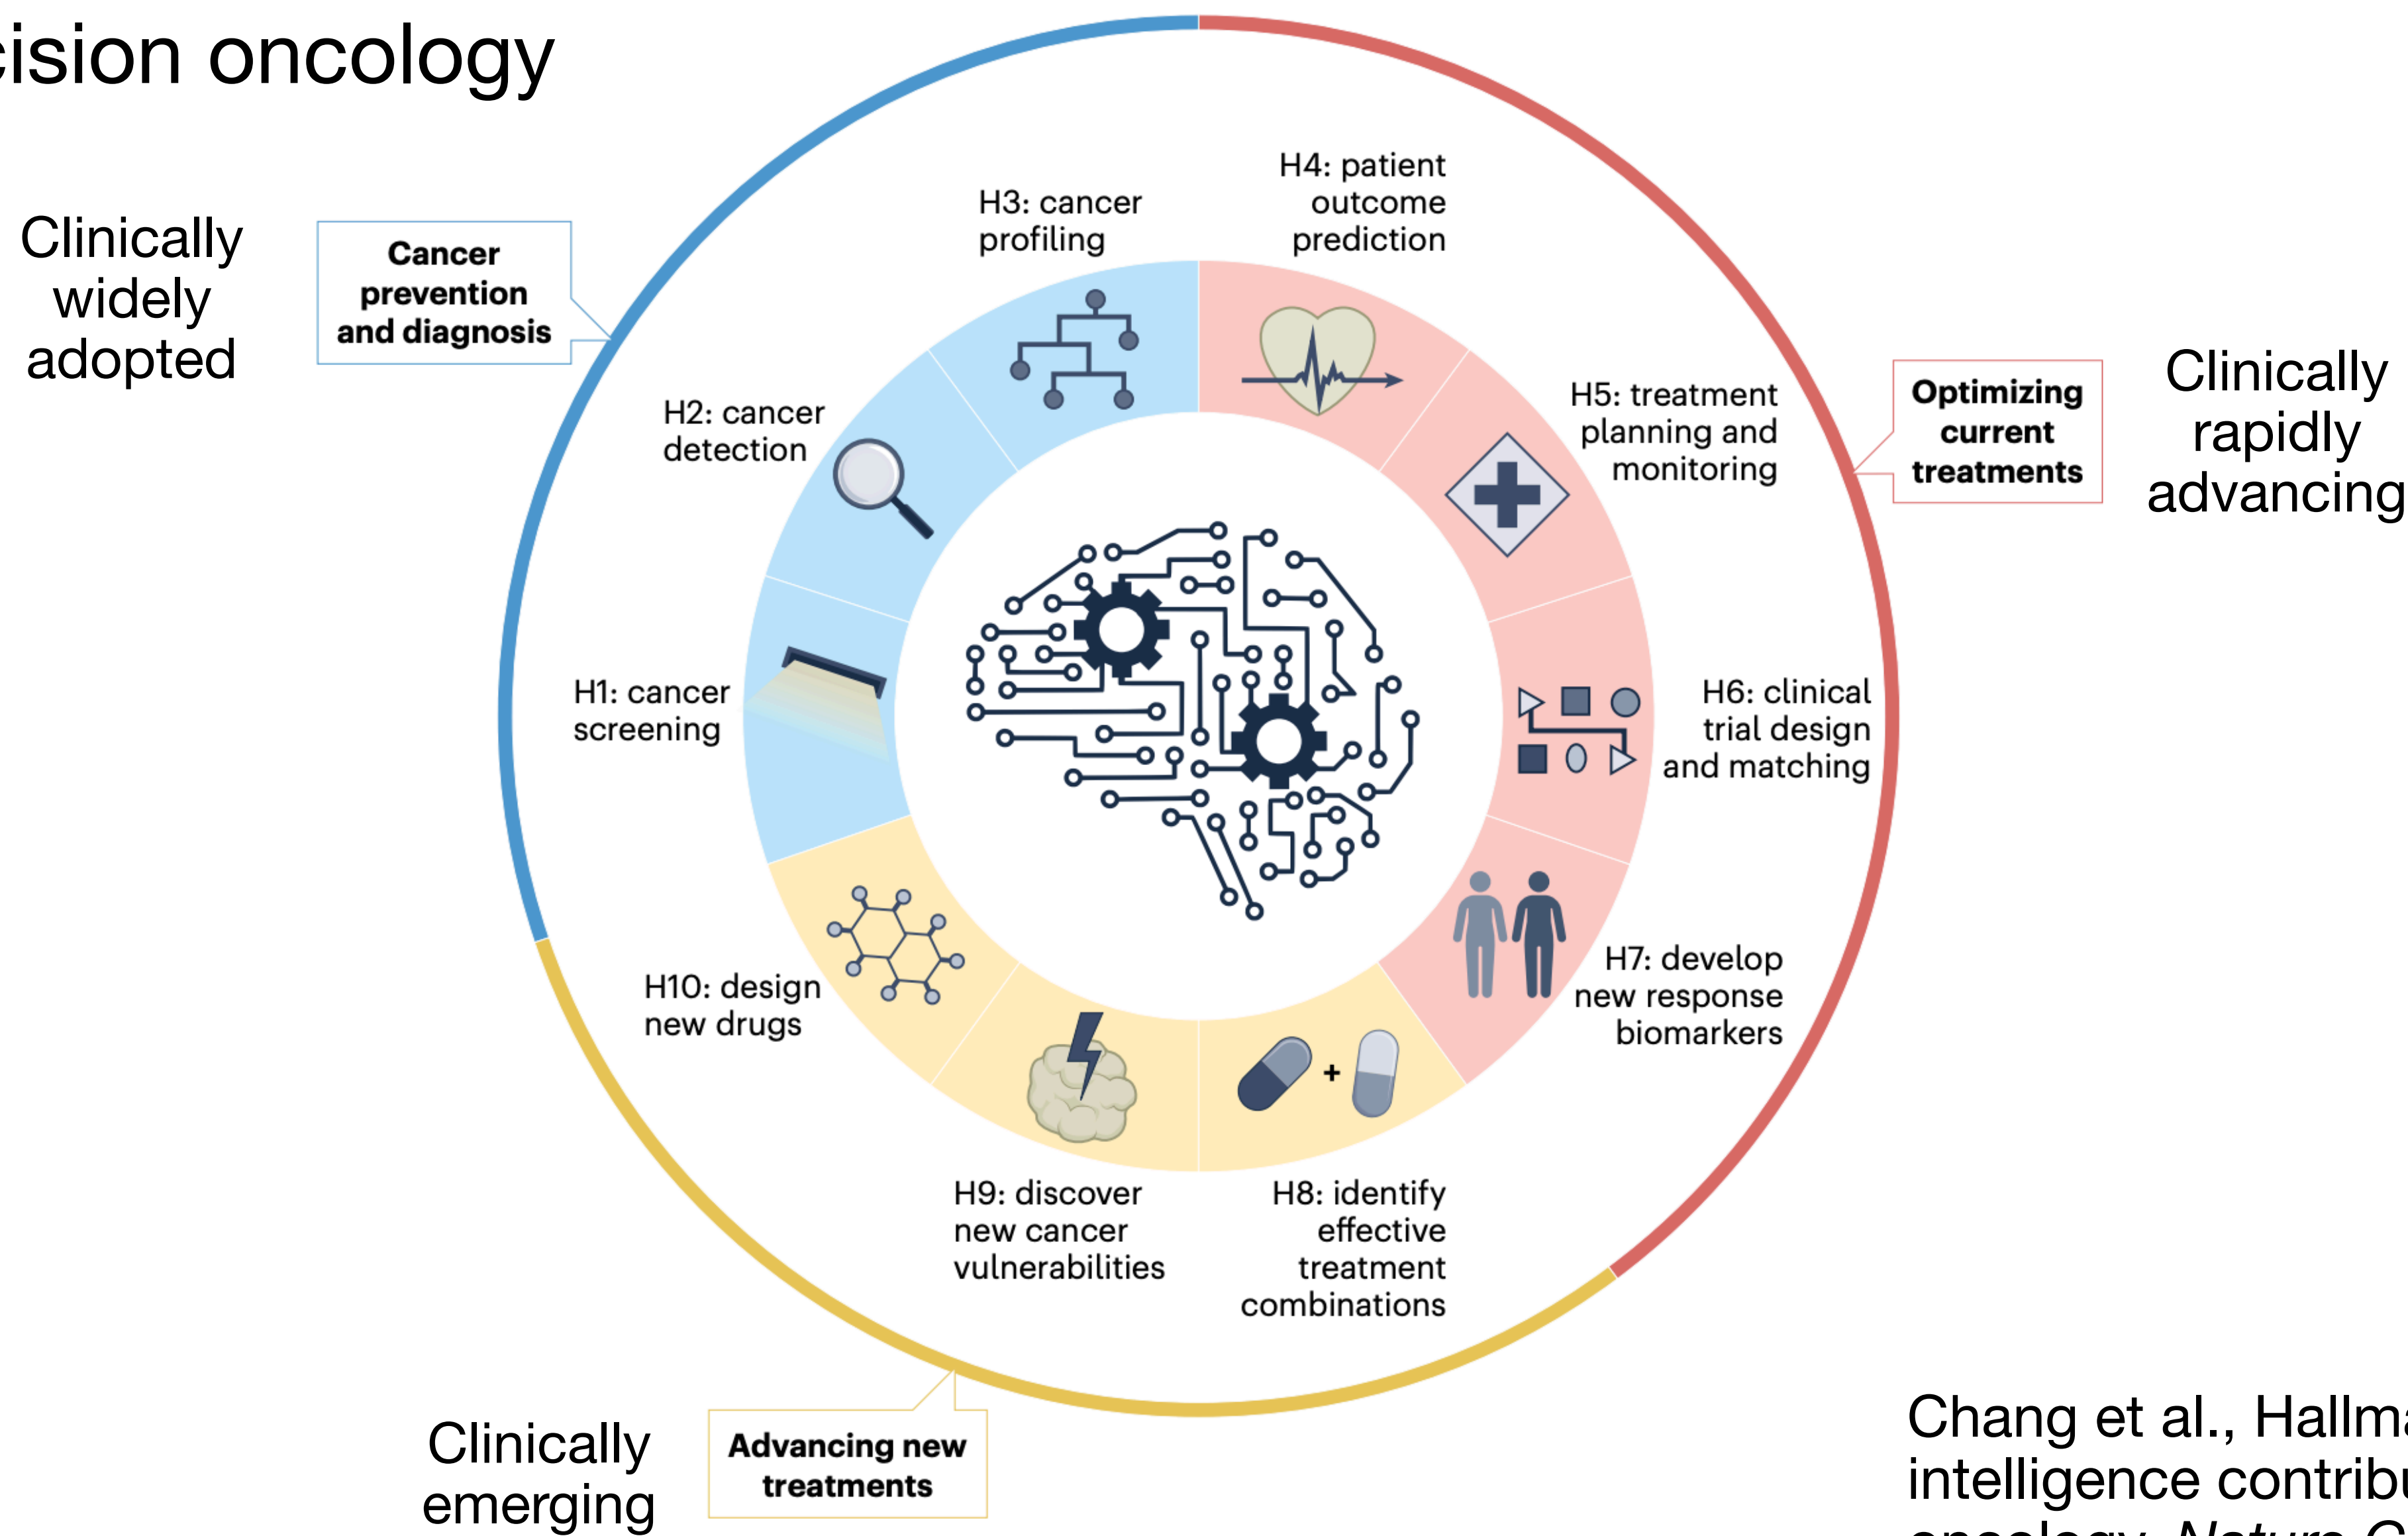 cision oncology
Clinically
widely
adopted
Cancer
prevention
and diagnosis
H3: cancer
profiling
H4: patient
outcome
prediction
H2: cancer
detection
H5: treatment
planning and
monitoring
Optimizing
current
treatments
Clinically
rapidly
advancing
H1: cancer
screening
H6: clinical
trial design
and matching
H10: design
new drugs
H7: develop
new response
biomarkers
+
H9: discover
new cancer
vulnerabilities
H8: identify
effective
treatment
combinations
Clinically
emerging
Advancing new
treatments
Chang et al., Hallma
intelligence contribu
oncology. Nature C